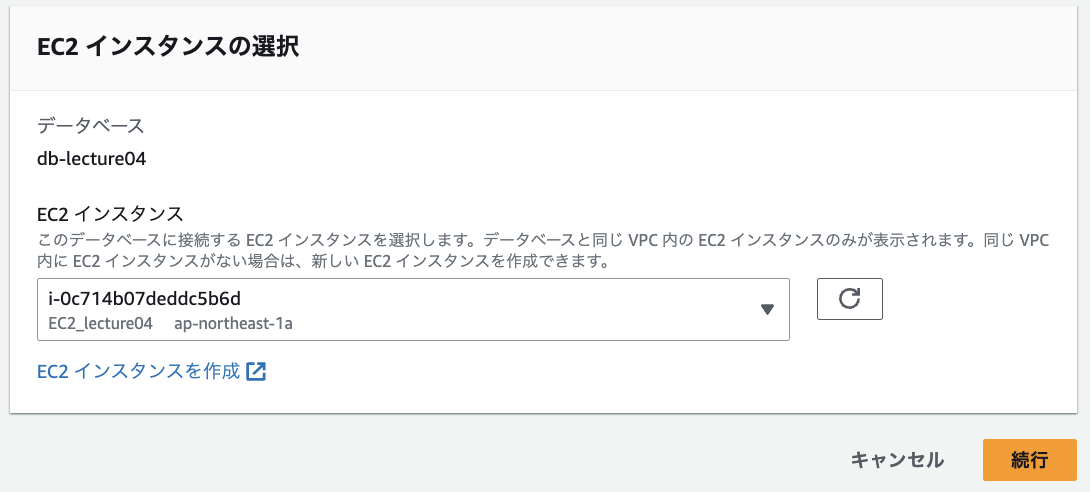 EC2 インスタンスの選択
データベース
db-lecture04
EC2 インスタンス
このデータベースに接続する EC2 インスタンスを選択します。データベースと同じ VPC 内の EC2 インスタンスのみが表示されます。同じ VPC
内に EC2 インスタンスがない場合は、新しい EC2 インスタンスを作成できます。
i-0c714b07deddc5b6d
EC2_lecture04 ap-northeast-1a
EC2 インスタンスを作成
キャンセル 続行